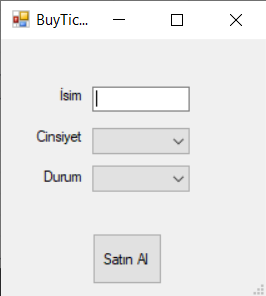 BuyTic...
İsim
Cinsiyet
Durum
Satın Al